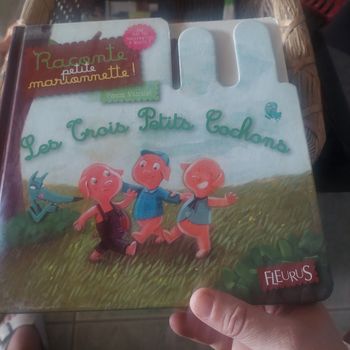 Raconte
petite
marionnette !
Les Trois Petits Cochons
FLEURUS